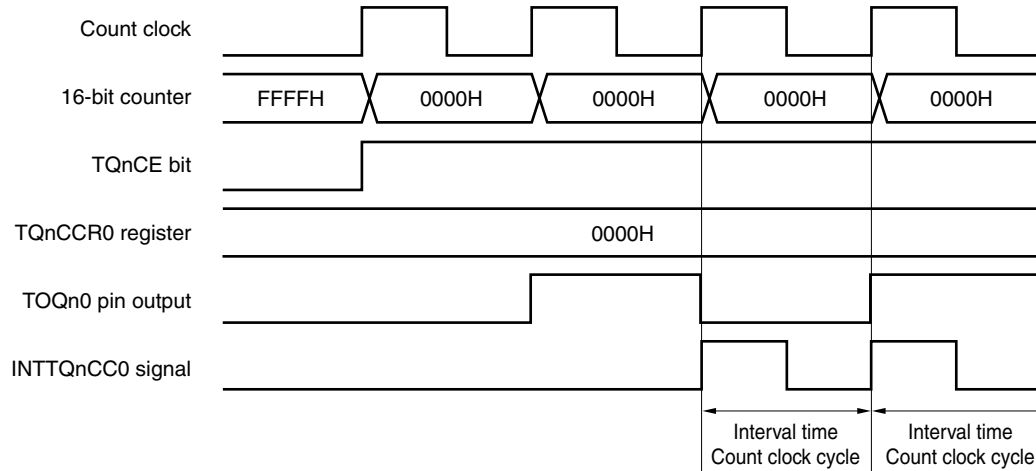 Count clock
16-bit counter FFFFH 0000H 0000H 0000H 0000H
TQnCE bit
TQnCCR0 register 0000H
TOQn0 pin output
INTTQnCC0 signal
Interval time Interval time
Count clock cycle Count clock cycle